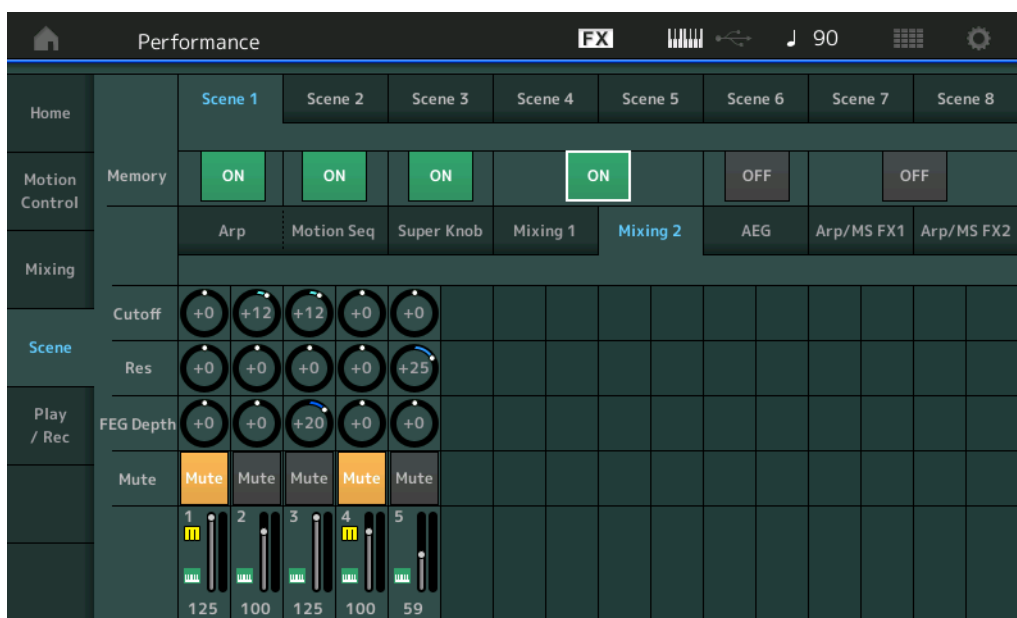 Performance FX 90
Scene 1 Scene 2 Scene 3 Scene 4 Scene 5 Scene 6 Scene 7 Scene 8
Home
Motion
Control
Mixing
Scene
Play
/ Rec
Memory ON ON ON ON OFF OFF
Arp Motion Seq Super Knob Mixing 1 Mixing 2 AEG Arp/MS FX1 Arp/MS FX2
Cutoff +0 +12 +12 +0 +0
Res +0 +0 +0 +0 +25
FEG Depth +0 +0 +20 +0 +0
Mute Mute Mute Mute Mute Mute
1 2 3 4 5
125 100 125 100 59